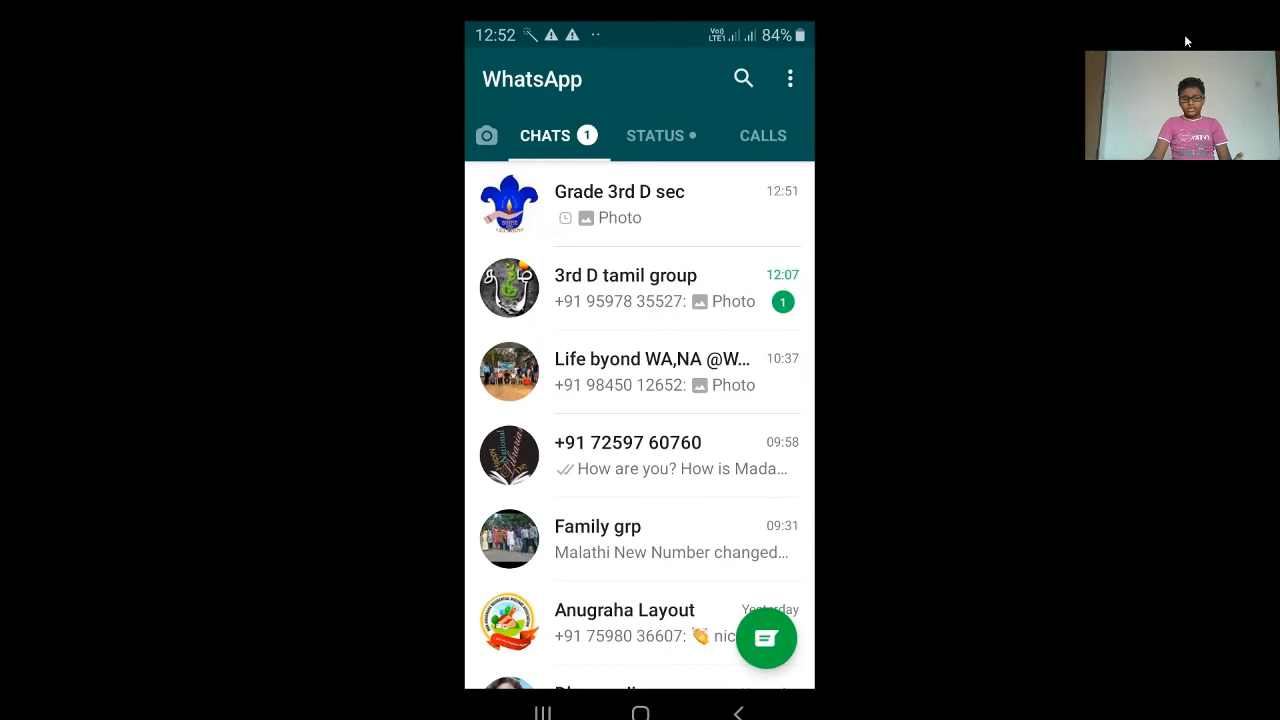 12:52
Vo)) LTE1 84%
WhatsApp
CHATS 1 STATUS CALLS
Grade 3rd D sec 12:51
Photo
3rd D tamil group 12:07
+91 95978 35527: Photo 1
Life byond WA,NA @W... 10:37
+91 98450 12652: Photo
+91 72597 60760 09:58
How are you? How is Mada...
Family grp 09:31
Malathi New Number changed...
Anugraha Layout Yesterday
+91 75980 36607: 👏 nic